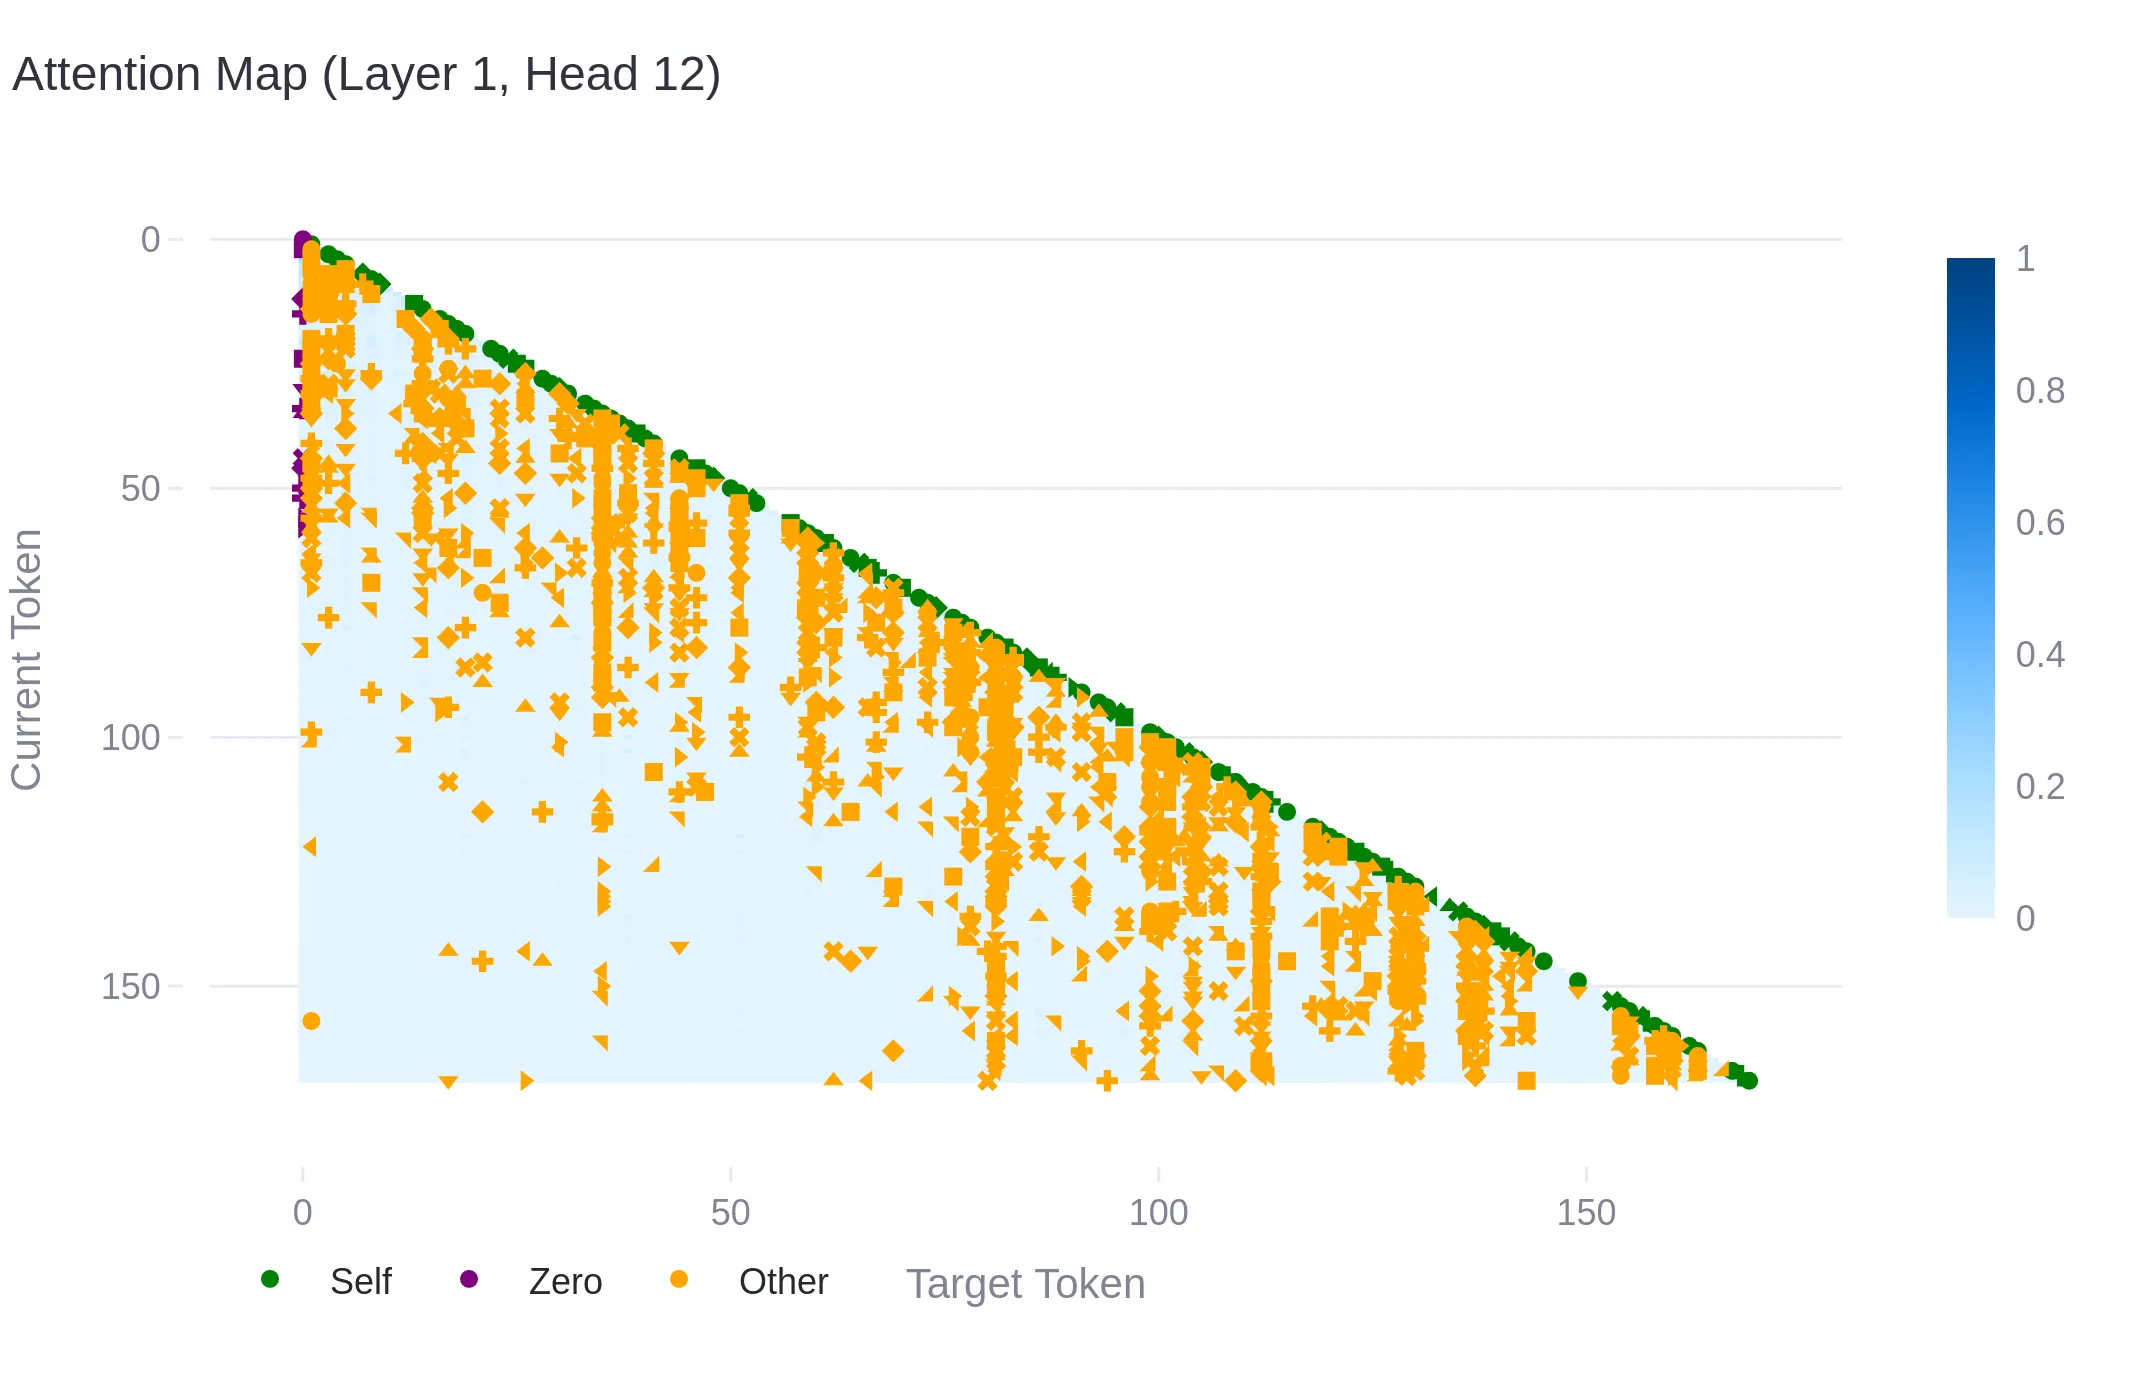 Attention Map (Layer 1, Head 12)
0
50
100
150
Current Token
1
0.8
0.6
0.4
0.2
0
0
50
100
150
Self
Zero
Other
Target Token